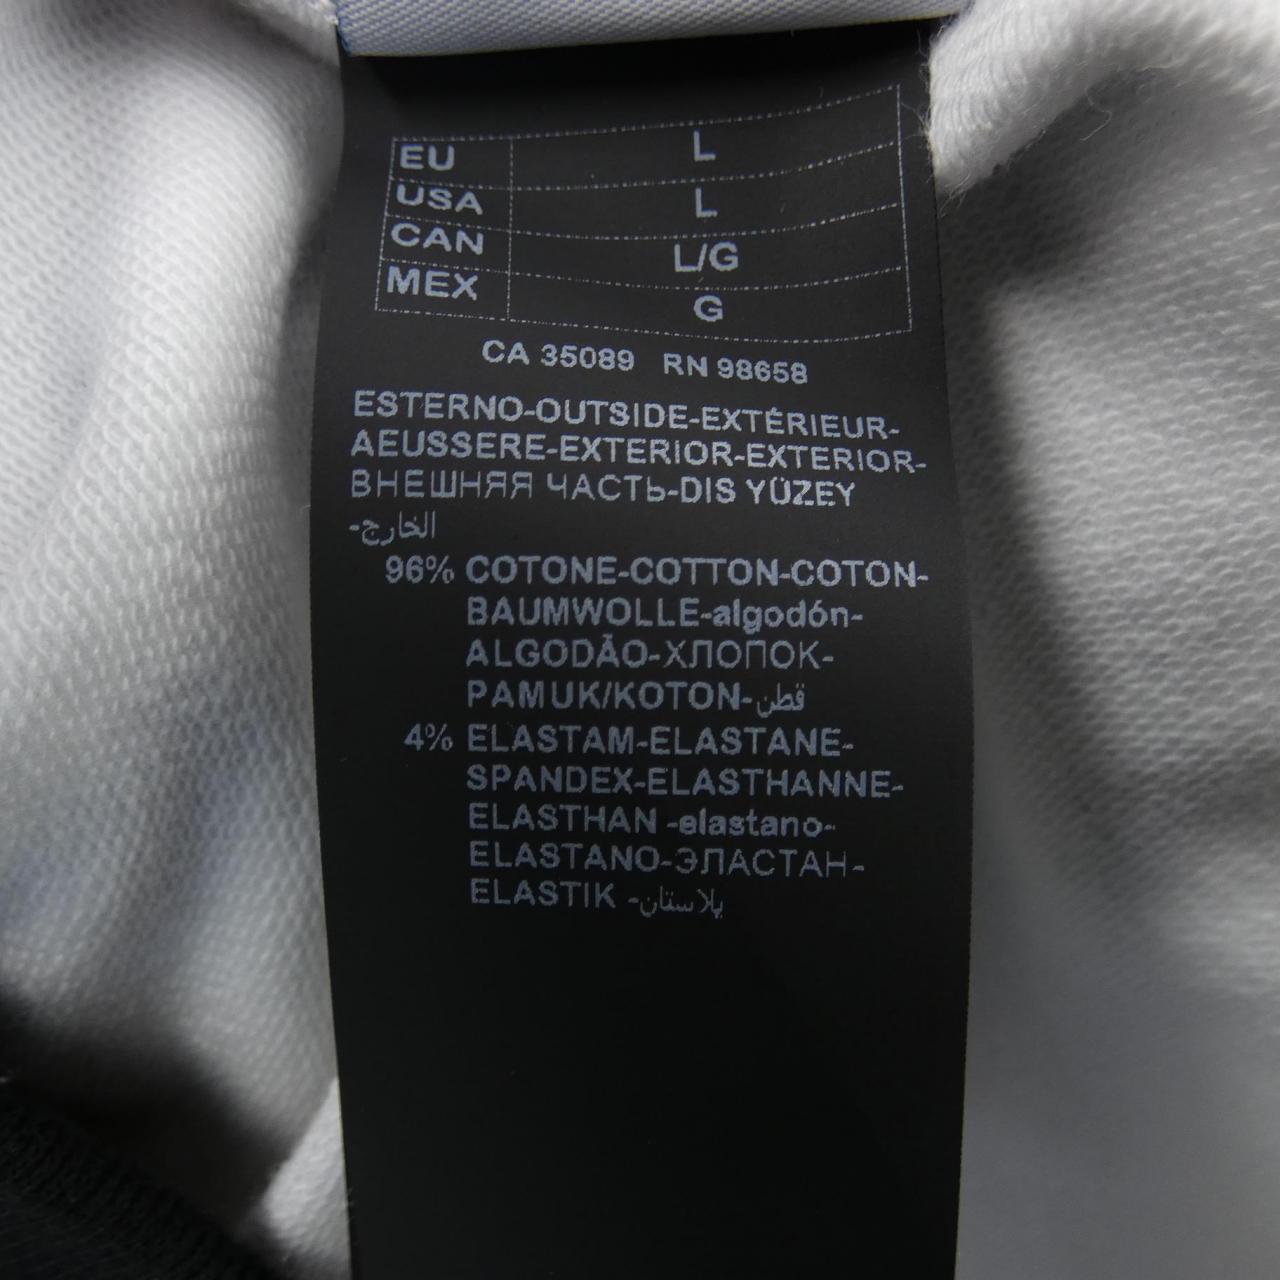 EU L
USA L
CAN L/G
MEX G
CA 35089 RN 98658
ESTERNO-OUTSIDE-EXTÉRIEUR-
AEUSSERE-EXTERIOR-EXTERIOR-
ВНЕШНЯЯ ЧАСТЬ-DIS YÜZEY
-الخارج
96% COTONE-COTTON-COTON-
BAUMWOLLE-algodón-
ALGODÃO-ХЛОПОК-
PAMUK/KOTON-قطن
4% ELASTAM-ELASTANE-
SPANDEX-ELASTHANNE-
ELASTHAN -elastano-
ELASTANO-ЭЛАСТАН-
ELASTIK -يلاستان